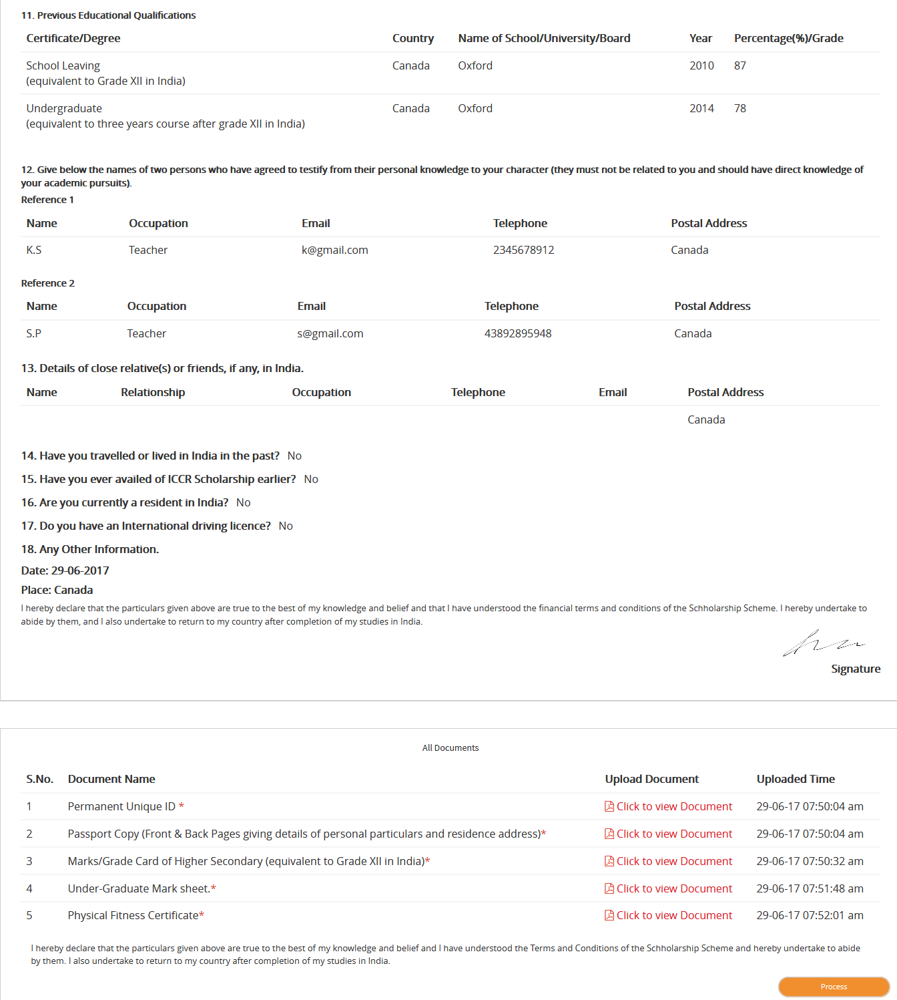 11. Previous Educational Qualifications
Certificate/Degree Country Name of School/University/Board Year Percentage(%)/Grade
School Leaving Canada Oxford 2010 87
(equivalent to Grade XII in India)
Undergraduate Canada Oxford 2014 78
(equivalent to three years course after grade XII in India)
12. Give below the names of two persons who have agreed to testify from their personal knowledge to your character (they must not be related to you and should have direct knowledge of
your academic pursuits).
Reference 1
Name Occupation Email Telephone Postal Address
K.S Teacher k@gmail.com 2345678912 Canada
Reference 2
Name Occupation Email Telephone Postal Address
S.P Teacher s@gmail.com 43892895948 Canada
13. Details of close relative(s) or friends, if any, in India.
Name Relationship Occupation Telephone Email Postal Address
Canada
14. Have you travelled or lived in India in the past? No
15. Have you ever availed of ICCR Scholarship earlier? No
16. Are you currently a resident in India? No
17. Do you have an International driving licence? No
18. Any Other Information.
Date: 29-06-2017
Place: Canada
I hereby declare that the particulars given above are true to the best of my knowledge and belief and that I have understood the financial terms and conditions of the Schholarship Scheme. I hereby undertake to
abide by them, and I also undertake to return to my country after completion of my studies in India.
Signature
All Documents
S.No. Document Name Upload Document Uploaded Time
1 Permanent Unique ID * Click to view Document 29-06-17 07:50:04 am
2 Passport Copy (Front & Back Pages giving details of personal particulars and residence address)* Click to view Document 29-06-17 07:50:04 am
3 Marks/Grade Card of Higher Secondary (equivalent to Grade XII in India)* Click to view Document 29-06-17 07:50:32 am
4 Under-Graduate Mark sheet.* Click to view Document 29-06-17 07:51:48 am
5 Physical Fitness Certificate* Click to view Document 29-06-17 07:52:01 am
I hereby declare that the particulars given above are true to the best of my knowledge and belief and I have understood the Terms and Conditions of the Schholarship Scheme and hereby undertake to abide
by them. I also undertake to return to my country after completion of my studies in India.
Process